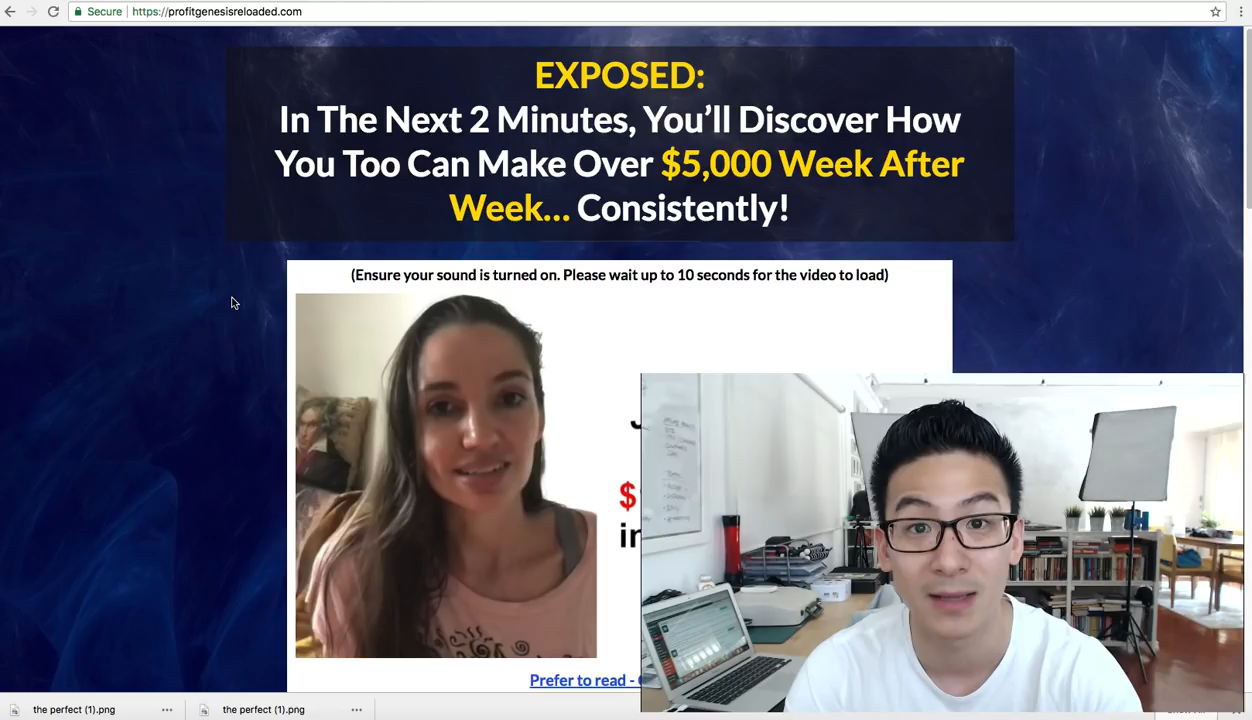 Secure
https://profitgenesisreloaded.com
EXPOSED:
In The Next 2 Minutes, You’ll Discover How
You Too Can Make Over $5,000 Week After
Week... Consistently!
(Ensure your sound is turned on. Please wait up to 10 seconds for the video to load)
$
in
Prefer to read -
the perfect (1).png
the perfect (1).png